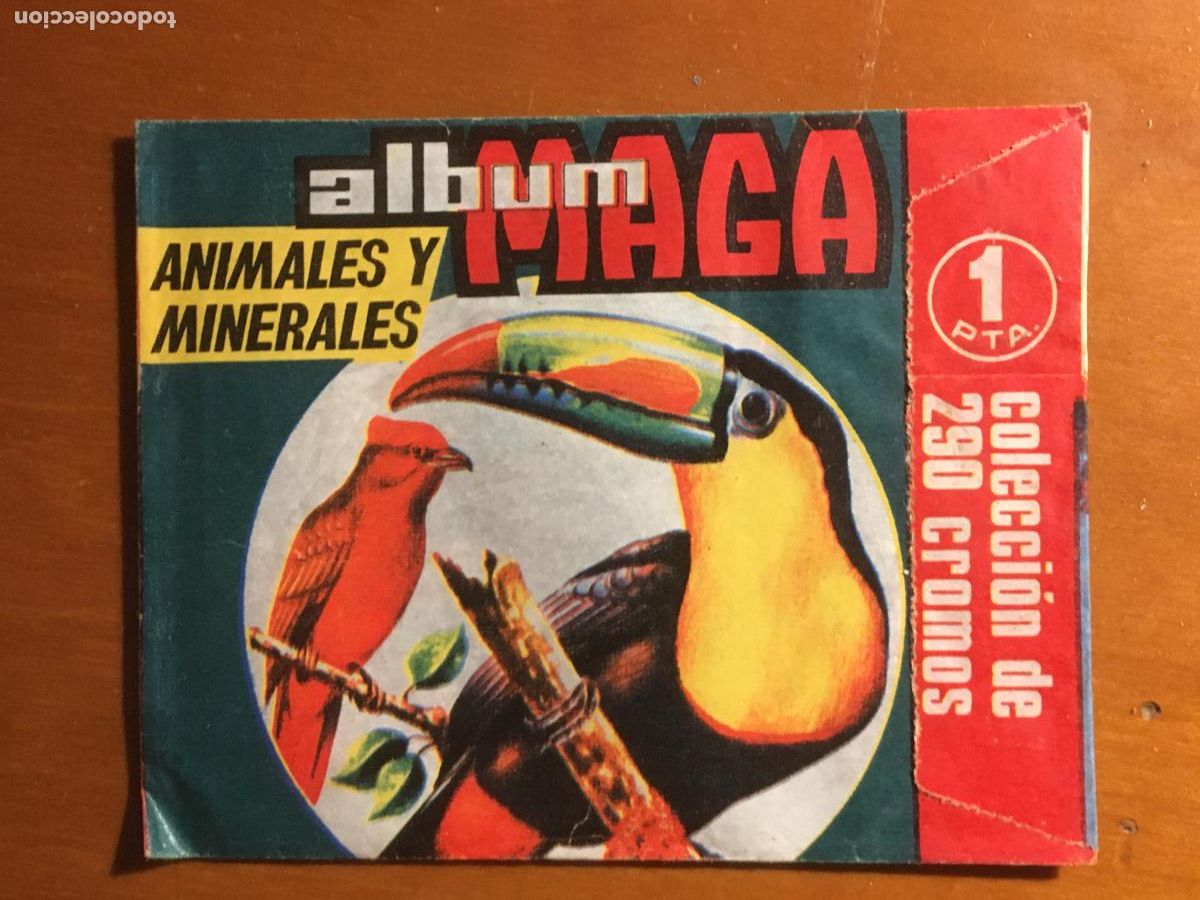 todocoleccion
album MAGA
ANIMALES Y
MINERALES
1
PTA.
colección de
290 cromos